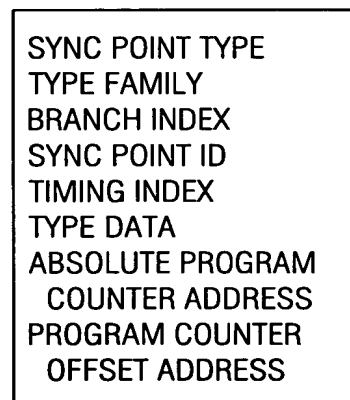 SYNC POINT TYPE
TYPE FAMILY
BRANCH INDEX
SYNC POINT ID
TIMING INDEX
TYPE DATA
ABSOLUTE PROGRAM
COUNTER ADDRESS
PROGRAM COUNTER
OFFSET ADDRESS